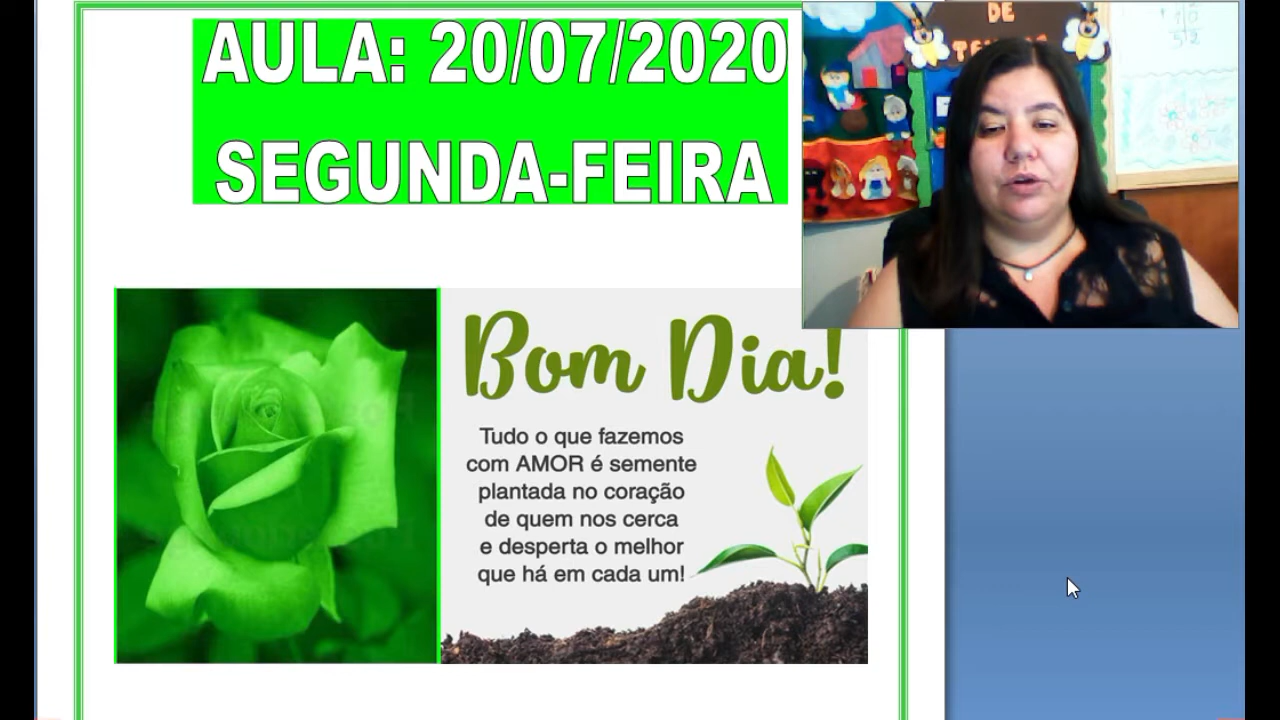 AULA: 20/07/2020
SEGUNDA-FEIRA
Bom Dia!
Tudo o que fazemos
com AMOR é semente
plantada no coração
de quem nos cerca
e desperta o melhor
que há em cada um!
DE